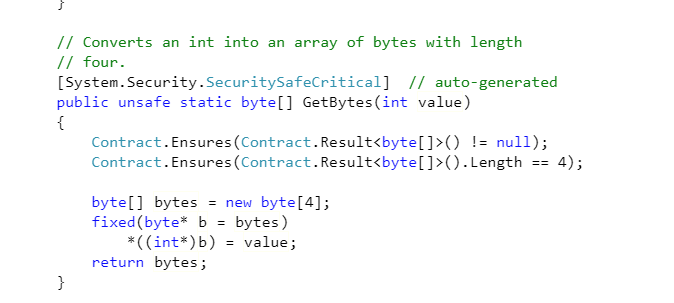 }
// Converts an int into an array of bytes with length
// four.
[System.Security.SecuritySafeCritical]  // auto-generated
public unsafe static byte[] GetBytes(int value)
{
    Contract.Ensures(Contract.Result<byte[]>() != null);
    Contract.Ensures(Contract.Result<byte[]>().Length == 4);

    byte[] bytes = new byte[4];
    fixed(byte* b = bytes)
        *((int*)b) = value;
    return bytes;
}